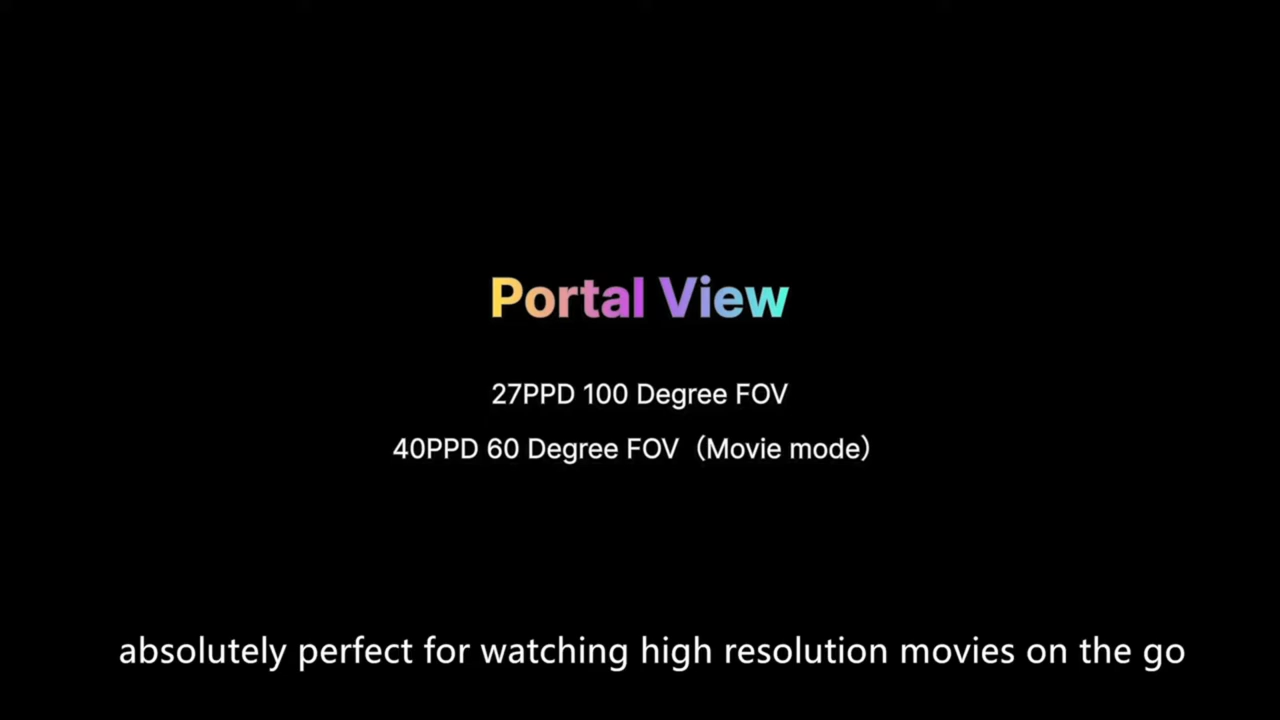 Portal View
27PPD 100 Degree FOV
40PPD 60 Degree FOV（Movie mode）
absolutely perfect for watching high resolution movies on the go